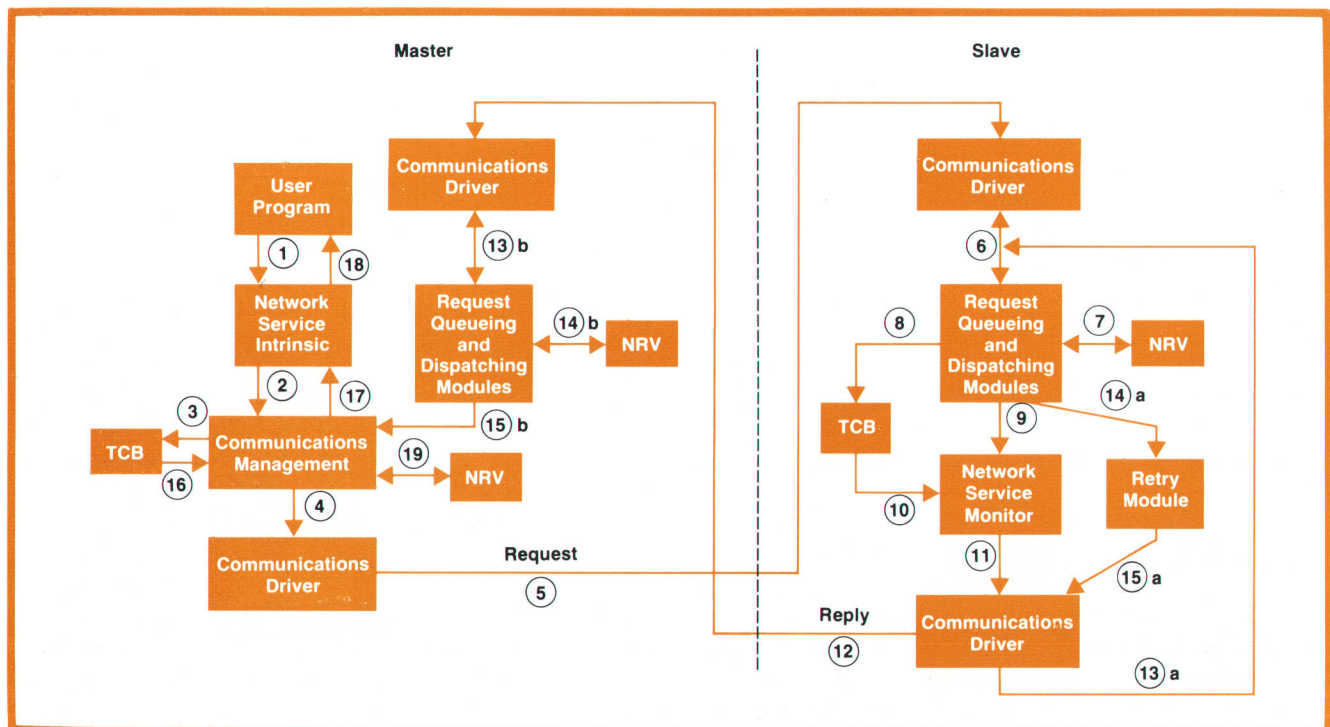 Master
Slave
Communications
Driver
Communications
Driver
User
Program
13 b
6
1
18
Network
Service
Intrinsic
Request
Queueing
and
Dispatching
Modules
14 b
NRV
8
Request
Queueing
and
Dispatching
Modules
7
NRV
2
17
14 a
3
15 b
TCB
9
TCB
Communications
Management
19
NRV
16
Network
Service
Monitor
Retry
Module
10
4
11
Communications
Driver
Request
5
15 a
Reply
12
Communications
Driver
13 a